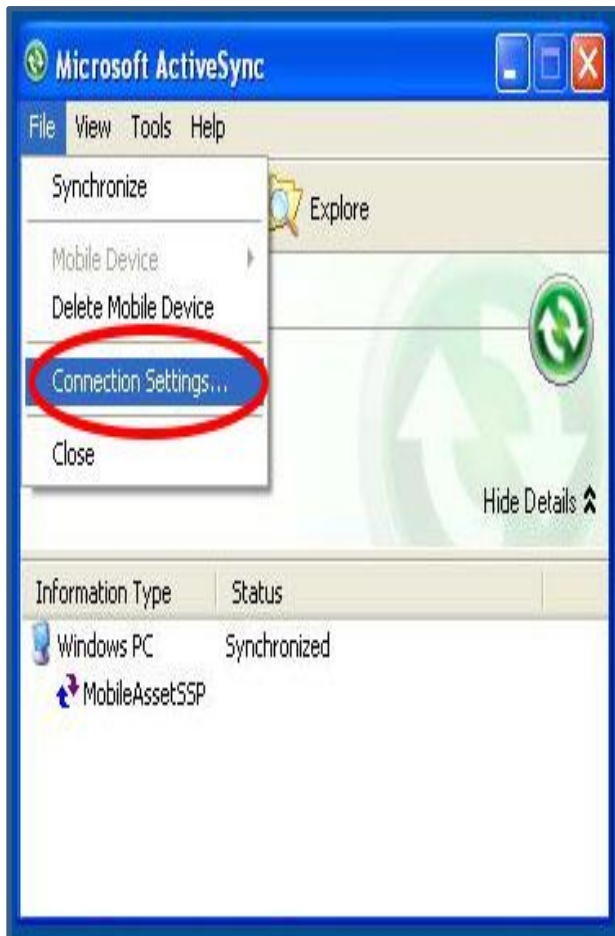 Microsoft ActiveSync
File View Tools Help
Synchronize
Explore
Mobile Device
Delete Mobile Device
Connection Settings...
Close
Hide Details
Information Type Status
Windows PC Synchronized
MobileAssetSSP